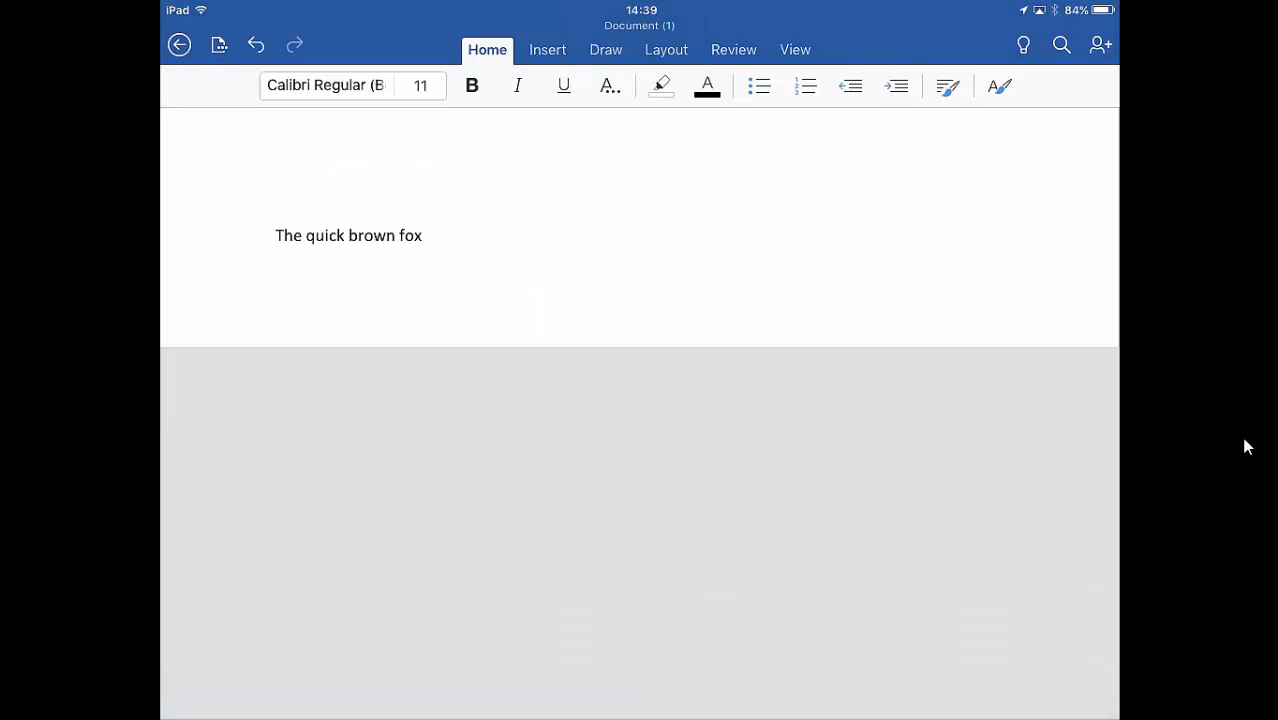 iPad 14:39 84%
Document (1)
Home Insert Draw Layout Review View
Calibri Regular (B 11 B I U A.. A
The quick brown fox